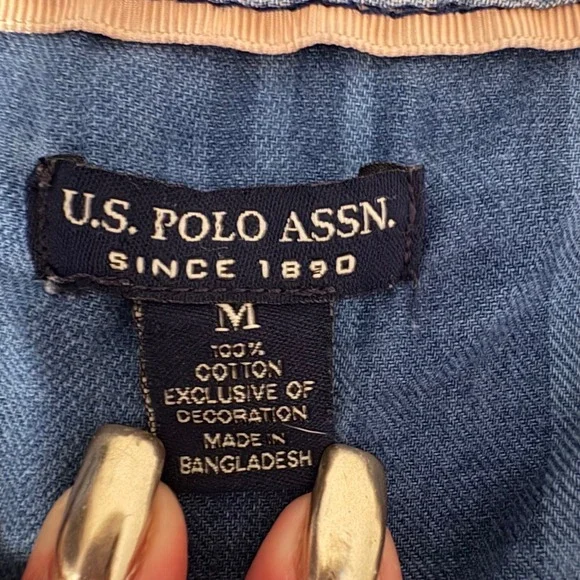 U.S. POLO ASSN.
SINCE 1890
M
100%
COTTON
EXCLUSIVE OF
DECORATION
MADE IN
BANGLADESH